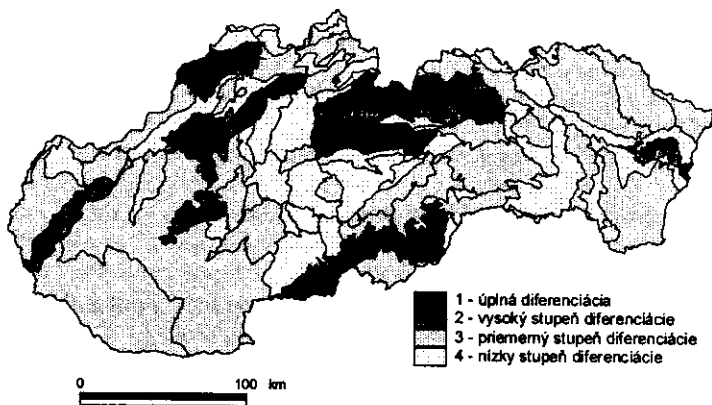 1 - úplná diferenciácia
2 - vysoký stupeň diferenciácie
3 - priemerný stupeň diferenciácie
4 - nízky stupeň diferenciácie
0 100 km